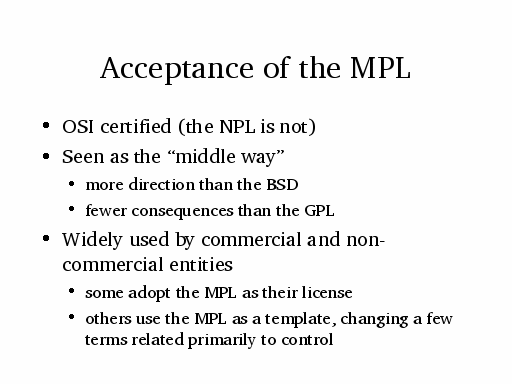 Acceptance of the MPL
• OSI certified (the NPL is not)
• Seen as the “middle way”
• more direction than the BSD
• fewer consequences than the GPL
• Widely used by commercial and non-
commercial entities
• some adopt the MPL as their license
• others use the MPL as a template, changing a few
terms related primarily to control